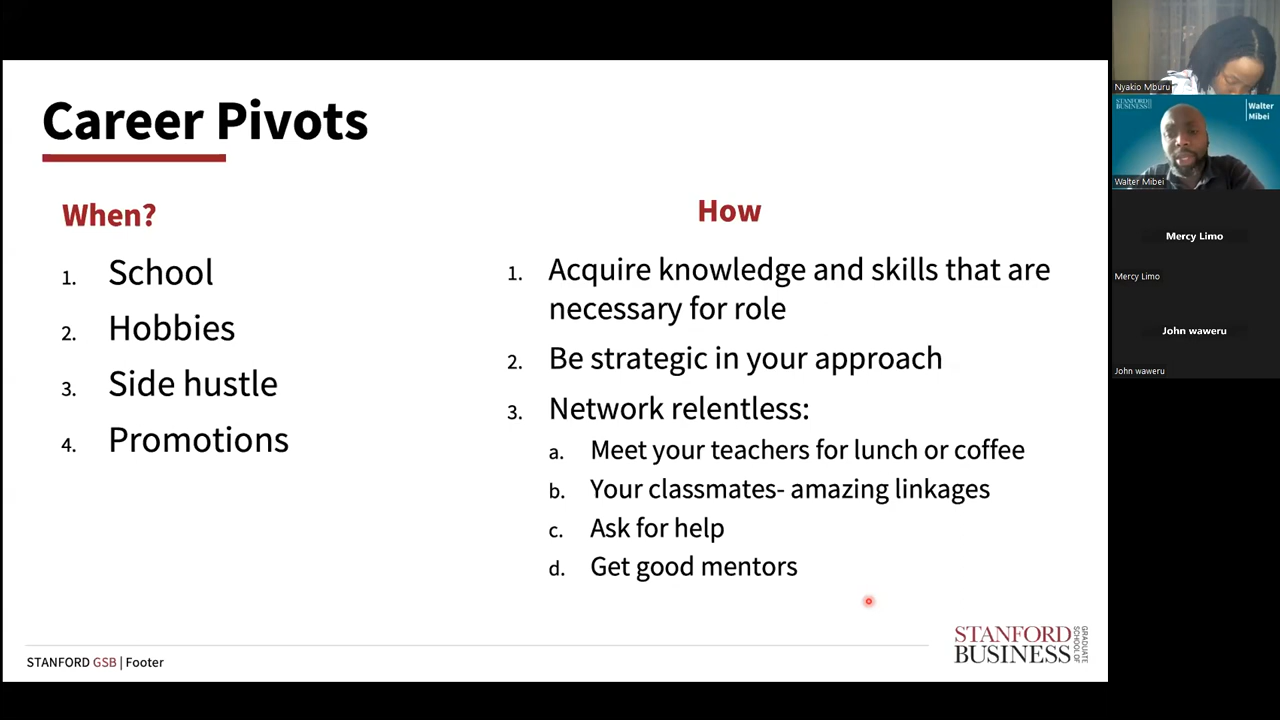 Career Pivots
When?
1. School
2. Hobbies
3. Side hustle
4. Promotions
How
1. Acquire knowledge and skills that are
necessary for role
2. Be strategic in your approach
3. Network relentless:
a. Meet your teachers for lunch or coffee
b. Your classmates- amazing linkages
c. Ask for help
d. Get good mentors
STANFORD GSB | Footer
STANFORD
BUSINESS
GRADUATE
SCHOOL OF
Nyakio Mburu
STANFORD
BUSINESS
Walter
Mibei
Walter Mibei
Mercy Limo
Mercy Limo
John waweru
John waweru